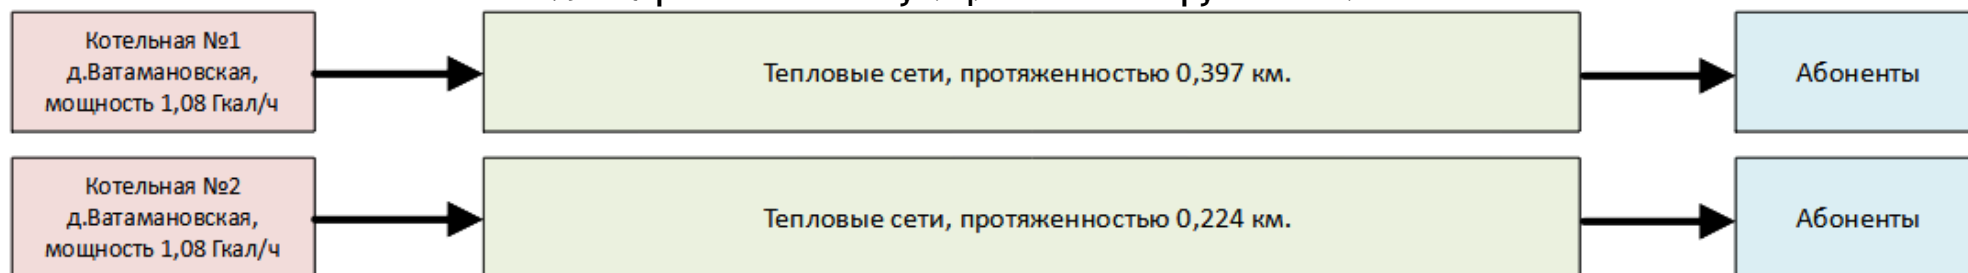 Котельная №1
д.Ватамановская,
мощность 1,08 Гкал/ч
Тепловые сети, протяженностью 0,397 км.
Абоненты
Котельная №2
д.Ватамановская,
мощность 1,08 Гкал/ч
Тепловые сети, протяженностью 0,224 км.
Абоненты